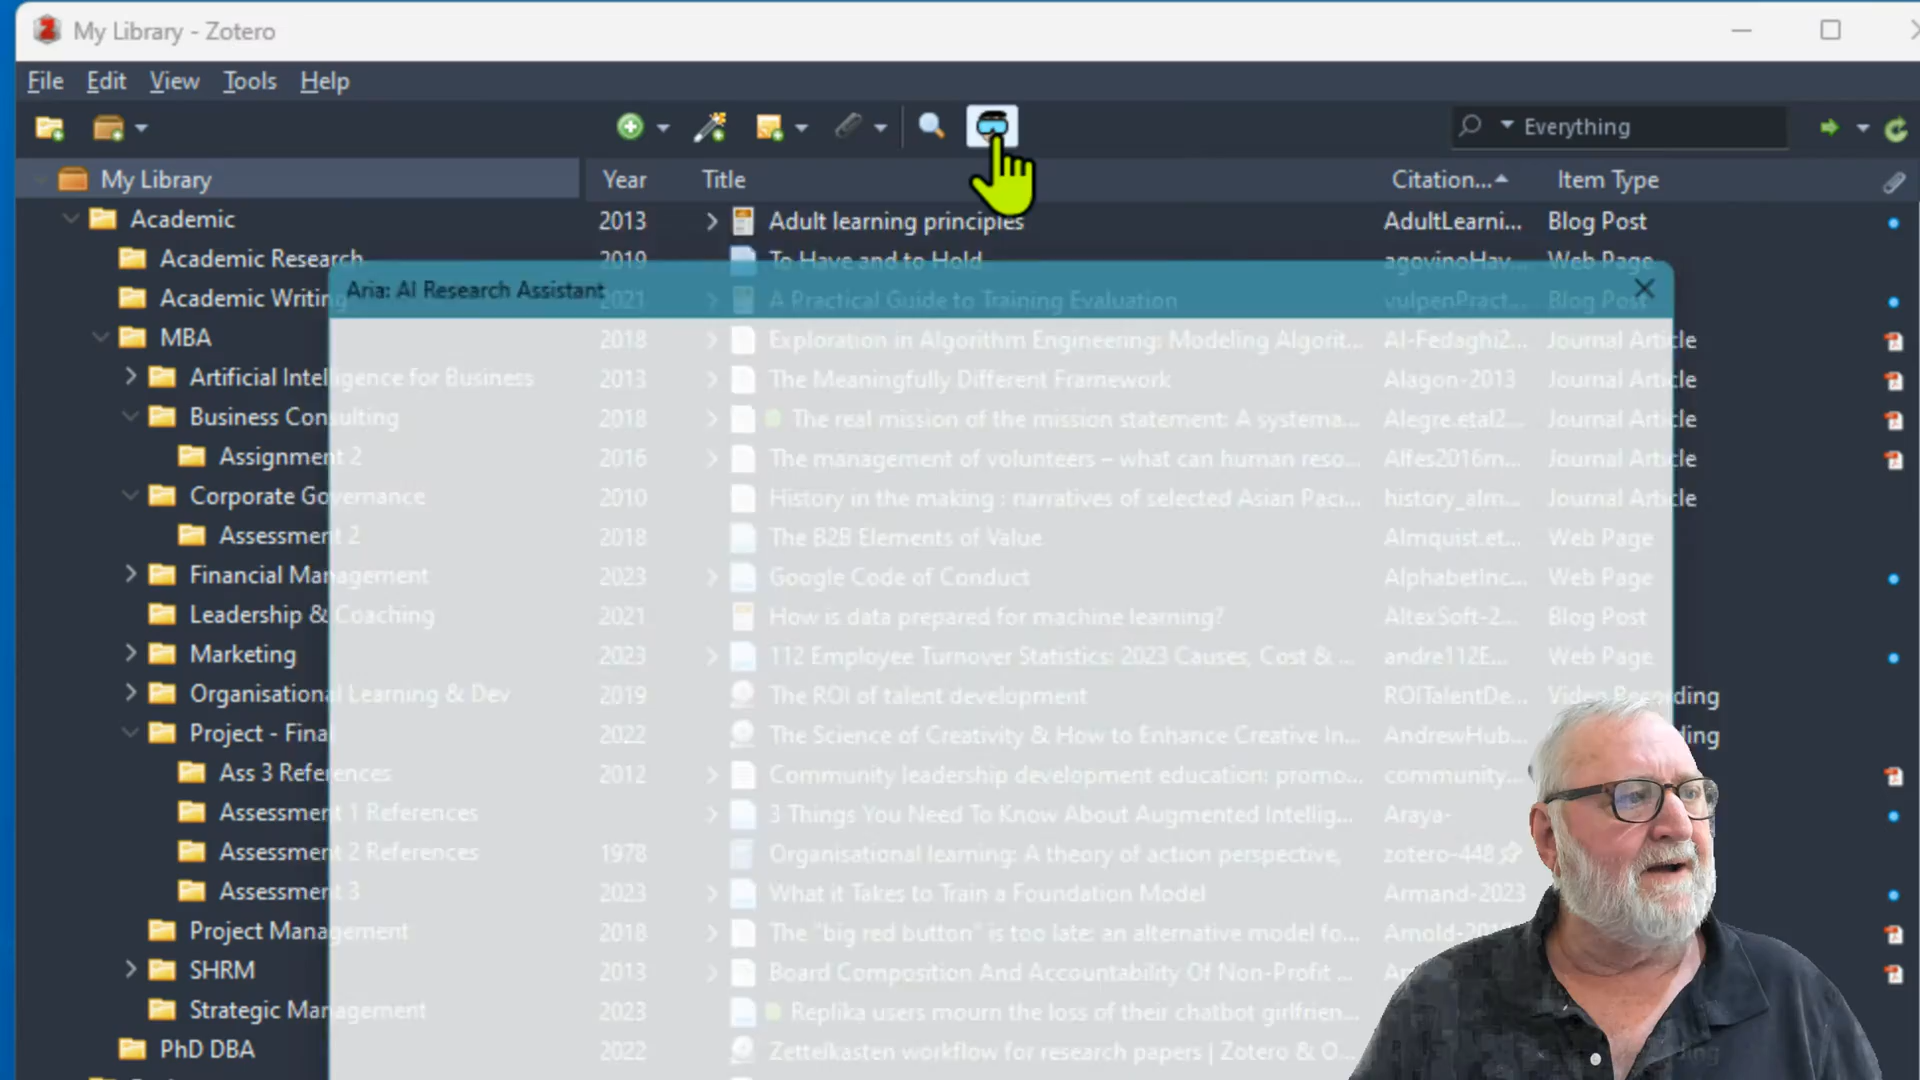 My Library - Zotero
File Edit View Tools Help
Everything
My Library
Year Title Citation... Item Type
Academic
2013 Adult learning principles AdultLearni... Blog Post
Academic Research
2019 To Have and to Hold agovinoHav... Web Page
Aria: AI Research Assistant
Academic Writin
2021 A Practical Guide to Training Evaluation vulpenPract... Blog Post
MBA
2018 Exploration in Algorithm Engineering: Modeling Algorit... Al-Fedaghi2... Journal Article
Artificial Intelligence for Business
2013 The Meaningfully Different Framework Alagon-2013 Journal Article
Business Consulting
2018 The real mission of the mission statement: A systema... Alegre.etal2... Journal Article
Assignment 2
2016 The management of volunteers – what can human reso... Alfes2016m... Journal Article
Corporate Governance
2010 History in the making : narratives of selected Asian Paci... history_alm... Journal Article
Assessment 2
2018 The B2B Elements of Value Almquist.et... Web Page
Financial Management
2023 Google Code of Conduct AlphabetInc... Web Page
Leadership & Coaching
2021 How is data prepared for machine learning? AltexSoft-2... Blog Post
Marketing
2023 112 Employee Turnover Statistics: 2023 Causes, Cost & ... andre112E... Web Page
Organisational Learning & Dev
2019 The ROI of talent development ROITalentDe... Video Recording
Project - Fina
2022 The Science of Creativity & How to Enhance Creative In... AndrewHub... ding
Ass 3 References
2012 Community leadership development education: promo... community...
Assessment 1 References
3 Things You Need To Know About Augmented Intellig... Araya-
Assessment 2 References
1978 Organisational learning: A theory of action perspective, zotero-448
Assessment 3
2023 What it Takes to Train a Foundation Model Armand-2023
Project Management
2018 The "big red button" is too late: an alternative model fo...
SHRM
2013 Board Composition And Accountability Of Non-Profit ...
Strategic Management
2023 Replika users mourn the loss of their chatbot girlfrien...
PhD DBA
2022 Zettelkasten workflow for research papers | Zotero & O...